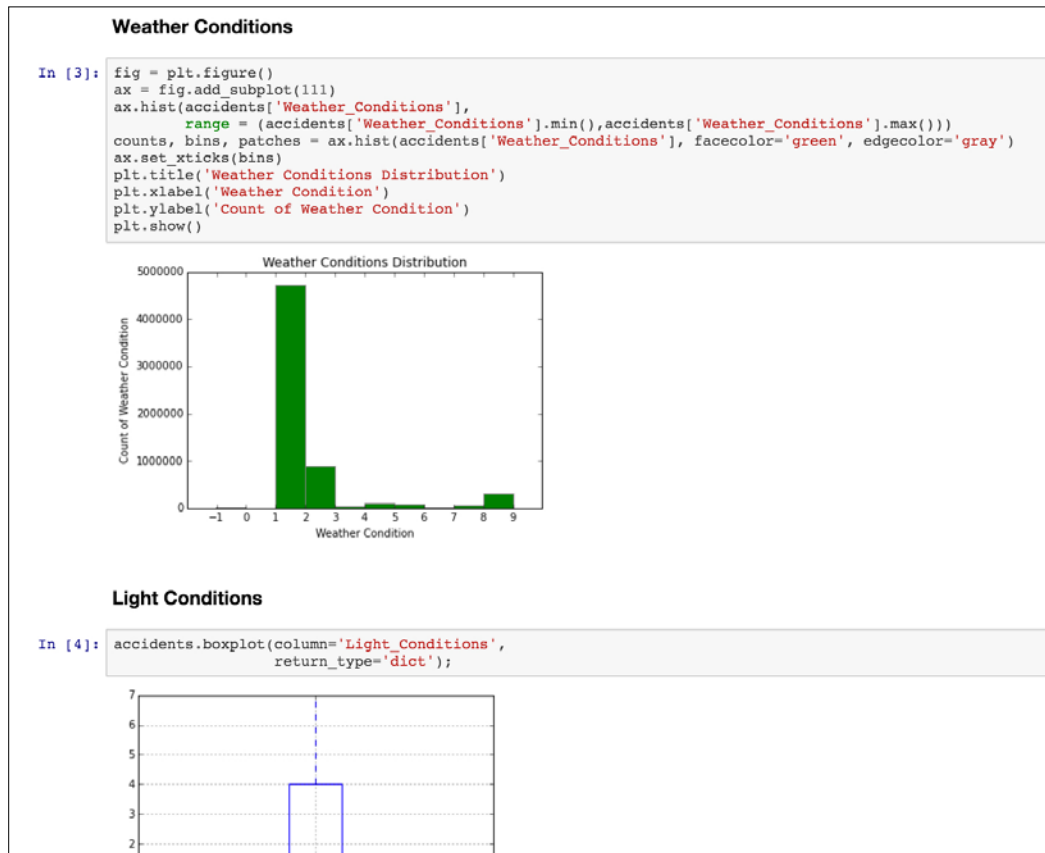 Weather Conditions
In [3]: fig = plt.figure()
ax = fig.add_subplot(111)
ax.hist(accidents['Weather_Conditions'],
        range = (accidents['Weather_Conditions'].min(),accidents['Weather_Conditions'].max()))
counts, bins, patches = ax.hist(accidents['Weather_Conditions'], facecolor='green', edgecolor='gray')
ax.set_xticks(bins)
plt.title('Weather Conditions Distribution')
plt.xlabel('Weather Condition')
plt.ylabel('Count of Weather Condition')
plt.show()
Weather Conditions Distribution
5000000
4000000
3000000
2000000
1000000
0
Count of Weather Condition
−1 0 1 2 3 4 5 6 7 8 9
Weather Condition
Light Conditions
In [4]: accidents.boxplot(column='Light_Conditions',
                  return_type='dict');
7
6
5
4
3
2